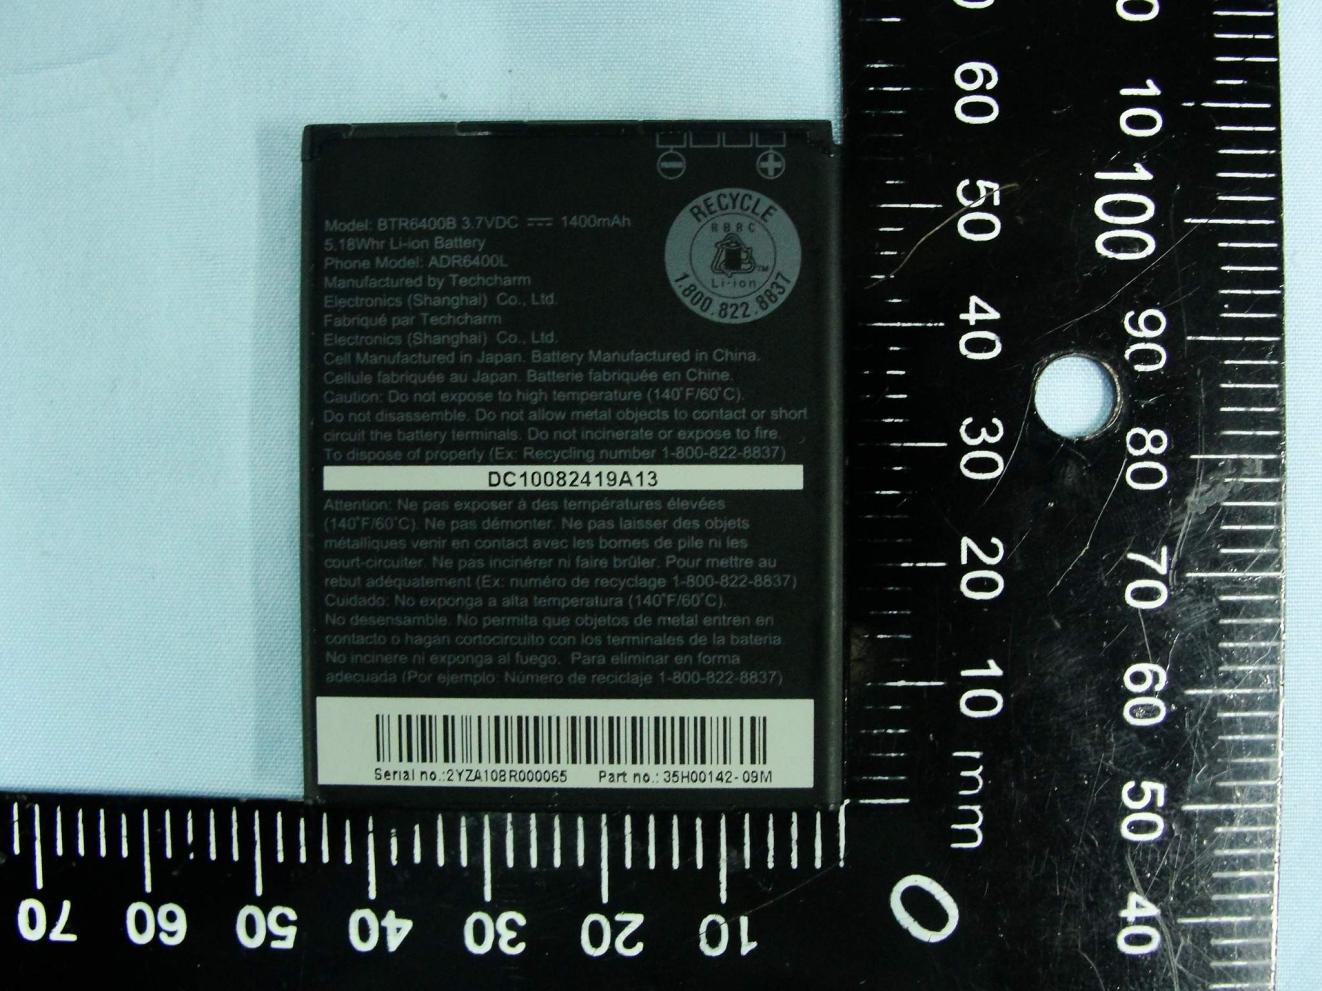 Model: BTR6400B 3.7VDC ⎓ 1400mAh
5.18Whr Li-ion Battery
Phone Model: ADR6400L
Manufactured by Techcharm
Electronics (Shanghai) Co., Ltd.
Fabriqué par Techcharm
Electronics (Shanghai) Co., Ltd.
Cell Manufactured in Japan. Battery Manufactured in China.
Cellule fabriquée au Japan. Batterie fabriquée en Chine.
Caution: Do not expose to high temperature (140°F/60°C).
Do not disassemble. Do not allow metal objects to contact or short
circuit the battery terminals. Do not incinerate or expose to fire.
To dispose of properly (Ex: Recycling number 1-800-822-8837)
− +
RECYCLE
RBRC
TM
Li-ion
1.800.822.8837
DC10082419A13
Attention: Ne pas exposer à des températures élevées
(140°F/60°C). Ne pas démonter. Ne pas laisser des objets
métalliques venir en contact avec les bornes de pile ni les
court-circuiter. Ne pas incinérer ni faire brûler. Pour mettre au
rebut adéquatement (Ex: numéro de recyclage 1-800-822-8837)
Cuidado: No exponga a alta temperatura (140°F/60°C).
No desensamble. No permita que objetos de metal entren en
contacto o hagan cortocircuito con los terminales de la bateria.
No incinere ni exponga al fuego. Para eliminar en forma
adecuada (Por ejemplo: Número de reciclaje 1-800-822-8837)
Serial no.:2YZA108R000065 Part no.:35H00142-09M
60
50
40
30
20
10
mm
0
10
100
90
80
70
60
50
40
70 60 50 40 30 20 10